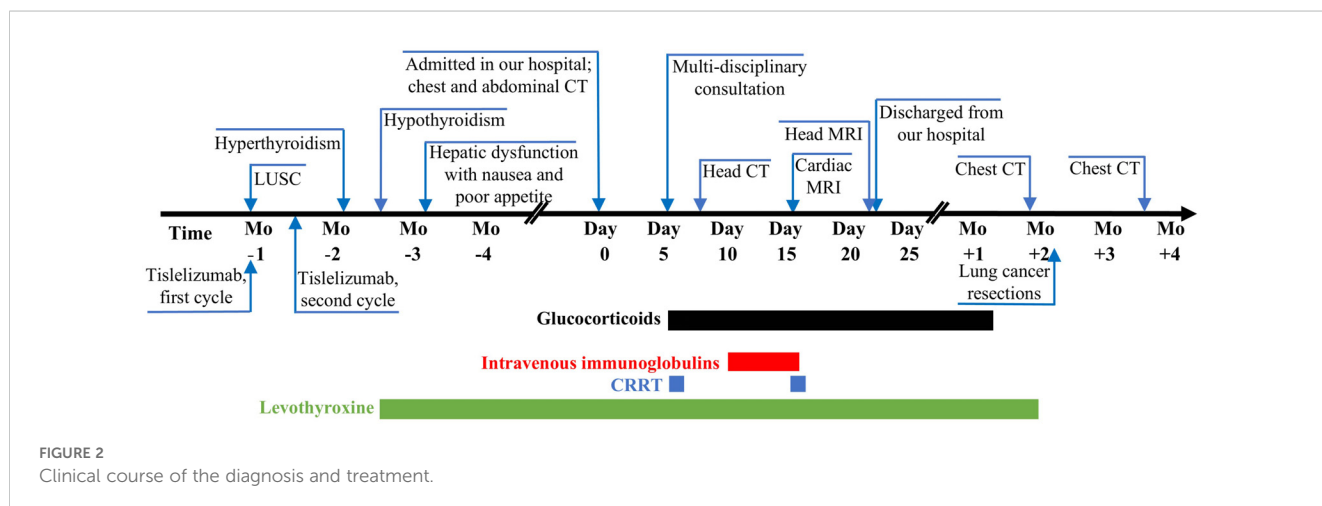 Admitted in our hospital;
chest and abdominal CT
Multi-disciplinary
consultation
Hypothyroidism
Discharged from
our hospital
Hyperthyroidism
Head MRI
Hepatic dysfunction
with nausea and
poor appetite
LUSC
Head CT
Cardiac
MRI
Chest CT
Chest CT
Time
Mo
-1
Mo
-2
Mo
-3
Mo
-4
Day
0
Day
5
Day
10
Day
15
Day
20
Day
25
Mo
+1
Mo
+2
Mo
+3
Mo
+4
Tislelizumab,
first cycle
Tislelizumab,
second cycle
Lung cancer
resections
Glucocorticoids
Intravenous immunoglobulins
CRRT
Levothyroxine
FIGURE 2
Clinical course of the diagnosis and treatment.